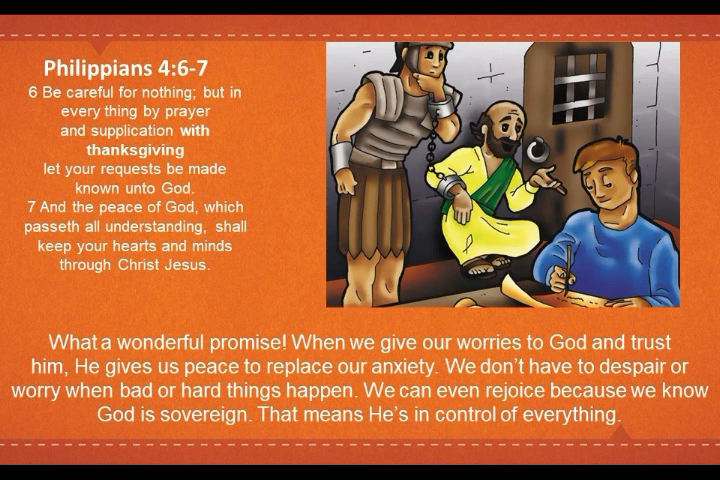 Philippians 4:6-7
6 Be careful for nothing; but in
every thing by prayer
and supplication with
thanksgiving
let your requests be made
known unto God.
7 And the peace of God, which
passeth all understanding, shall
keep your hearts and minds
through Christ Jesus.
What a wonderful promise! When we give our worries to God and trust
him, He gives us peace to replace our anxiety. We don't have to despair or
worry when bad or hard things happen. We can even rejoice because we know
God is sovereign. That means He's in control of everything.